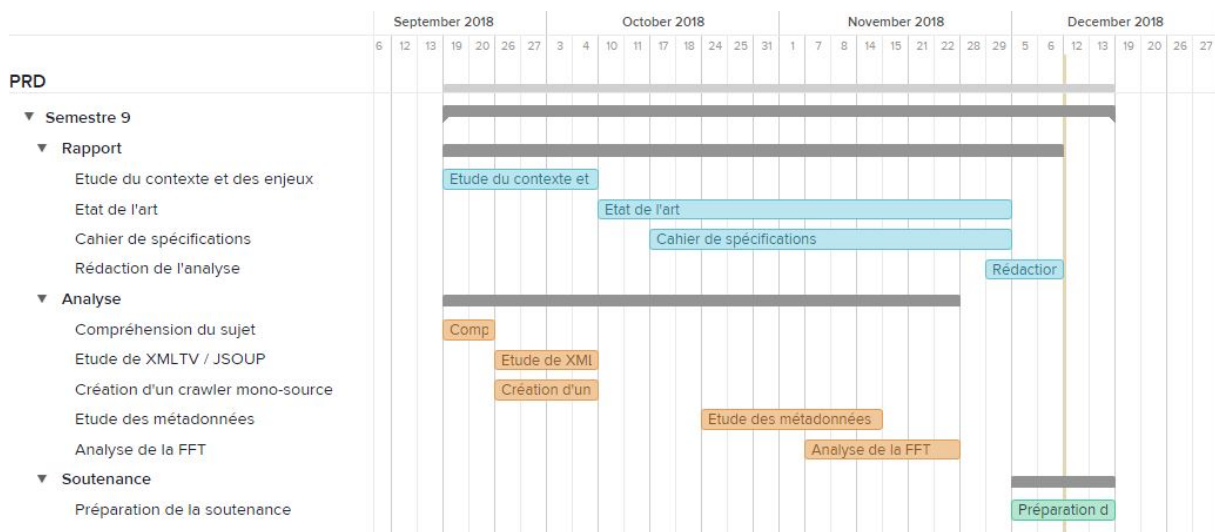 September 2018 October 2018 November 2018 December 2018
6 12 13 19 20 26 27 3 4 10 11 17 18 24 25 31 1 7 8 14 15 21 22 28 29 5 6 12 13 19 20 26 27
PRD
Semestre 9
Rapport
Etude du contexte et des enjeux Etude du contexte et
Etat de l'art Etat de l'art
Cahier de spécifications Cahier de spécifications
Rédaction de l'analyse Rédaction
Analyse
Compréhension du sujet Comp
Etude de XMLTV / JSOUP Etude de XML
Création d'un crawler mono-source Création d'un
Etude des métadonnées Etude des métadonnées
Analyse de la FFT Analyse de la FFT
Soutenance
Préparation de la soutenance Préparation d